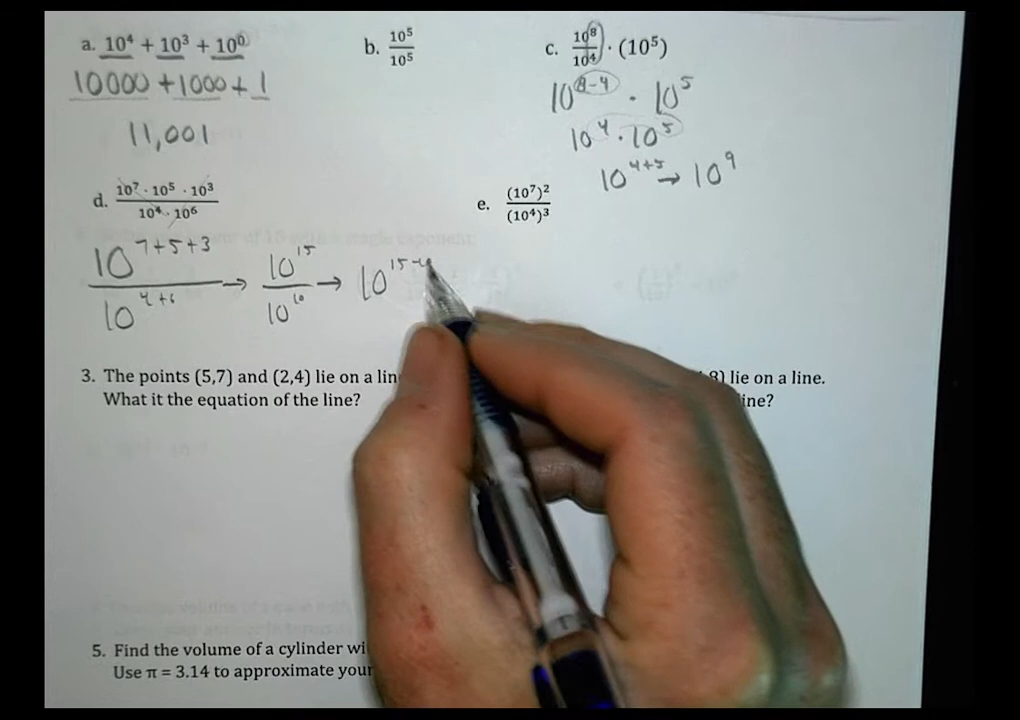 a. 10⁴ + 10³ + 10⁰ b. 10⁵/10⁵ c. 10⁸/10⁴ · (10⁵)
10000 + 1000 + 1 10⁸⁻⁴ · 10⁵
11,001 10⁴ · 10⁵
10⁴⁺⁵ → 10⁹
d. 10⁷ · 10⁵ · 10³/10⁴ · 10⁶ e. (10⁷)²/(10⁴)³
10⁷⁺⁵⁺³/10⁴⁺⁶ → 10¹⁵/10¹⁰ → 10¹⁵⁻
3. The points (5,7) and (2,4) lie on a lin 8) lie on a line.
What it the equation of the line? ine?
5. Find the volume of a cylinder wi
Use π = 3.14 to approximate your